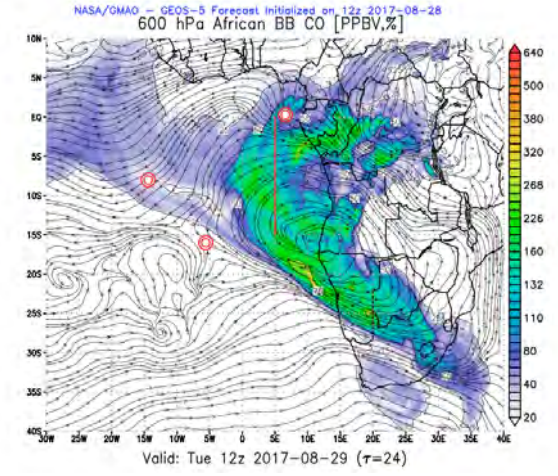 NASA/GMAO - GEOS-5 Forecast Initialized on 12z 2017-08-28
600 hPa African BB CO [PPBV,%]
10N
5N
EQ
5S
10S
15S
20S
25S
30S
35S
40S
30W 25W 20W 15W 10W 5W 0 5E 10E 15E 20E 25E 30E 35E 40E
640
500
380
320
268
226
160
132
110
80
40
20
Valid: Tue 12z 2017-08-29 (τ=24)